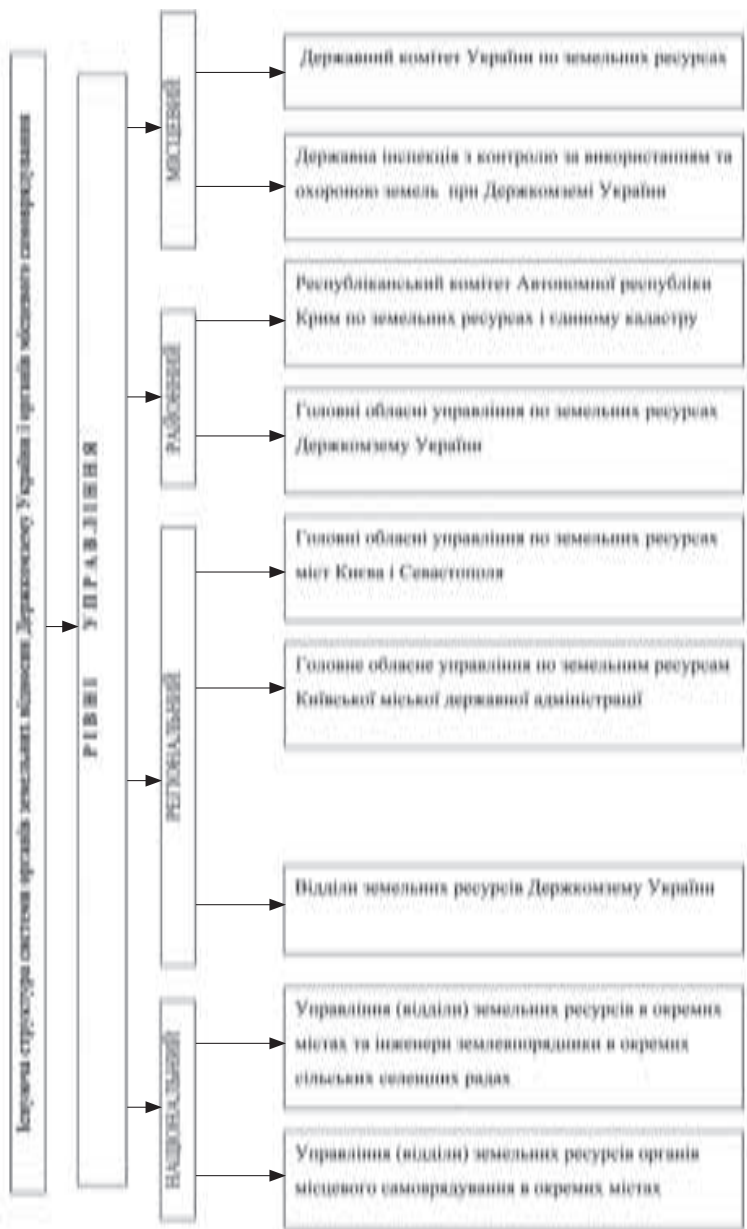 Існуюча структура системи органів земельних відносин Держкомзему України і органів місцевого самоврядування
РІВНІ УПРАВЛІННЯ
МІСЦЕВИЙ
Державний комітет України по земельних ресурсах
Державна інспекція з контролю за використанням та
охороною земель при Держкомземі України
РАЙОННИЙ
Республіканський комітет Автономної республіки
Крим по земельних ресурсах і єдиному кадастру
Головні обласні управління по земельних ресурсах
Держкомзему України
РЕГІОНАЛЬНИЙ
Головні обласні управління по земельних ресурсах
міст Києва і Севастополя
Головне обласне управління по земельним ресурсам
Київської міської державної адміністрації
Відділи земельних ресурсів Держкомзему України
НАЦІОНАЛЬНИЙ
Управління (відділи) земельних ресурсів в окремих
містах та інженери землевпорядники в окремих
сільських селищних радах
Управління (відділи) земельних ресурсів органів
місцевого самоврядування в окремих містах